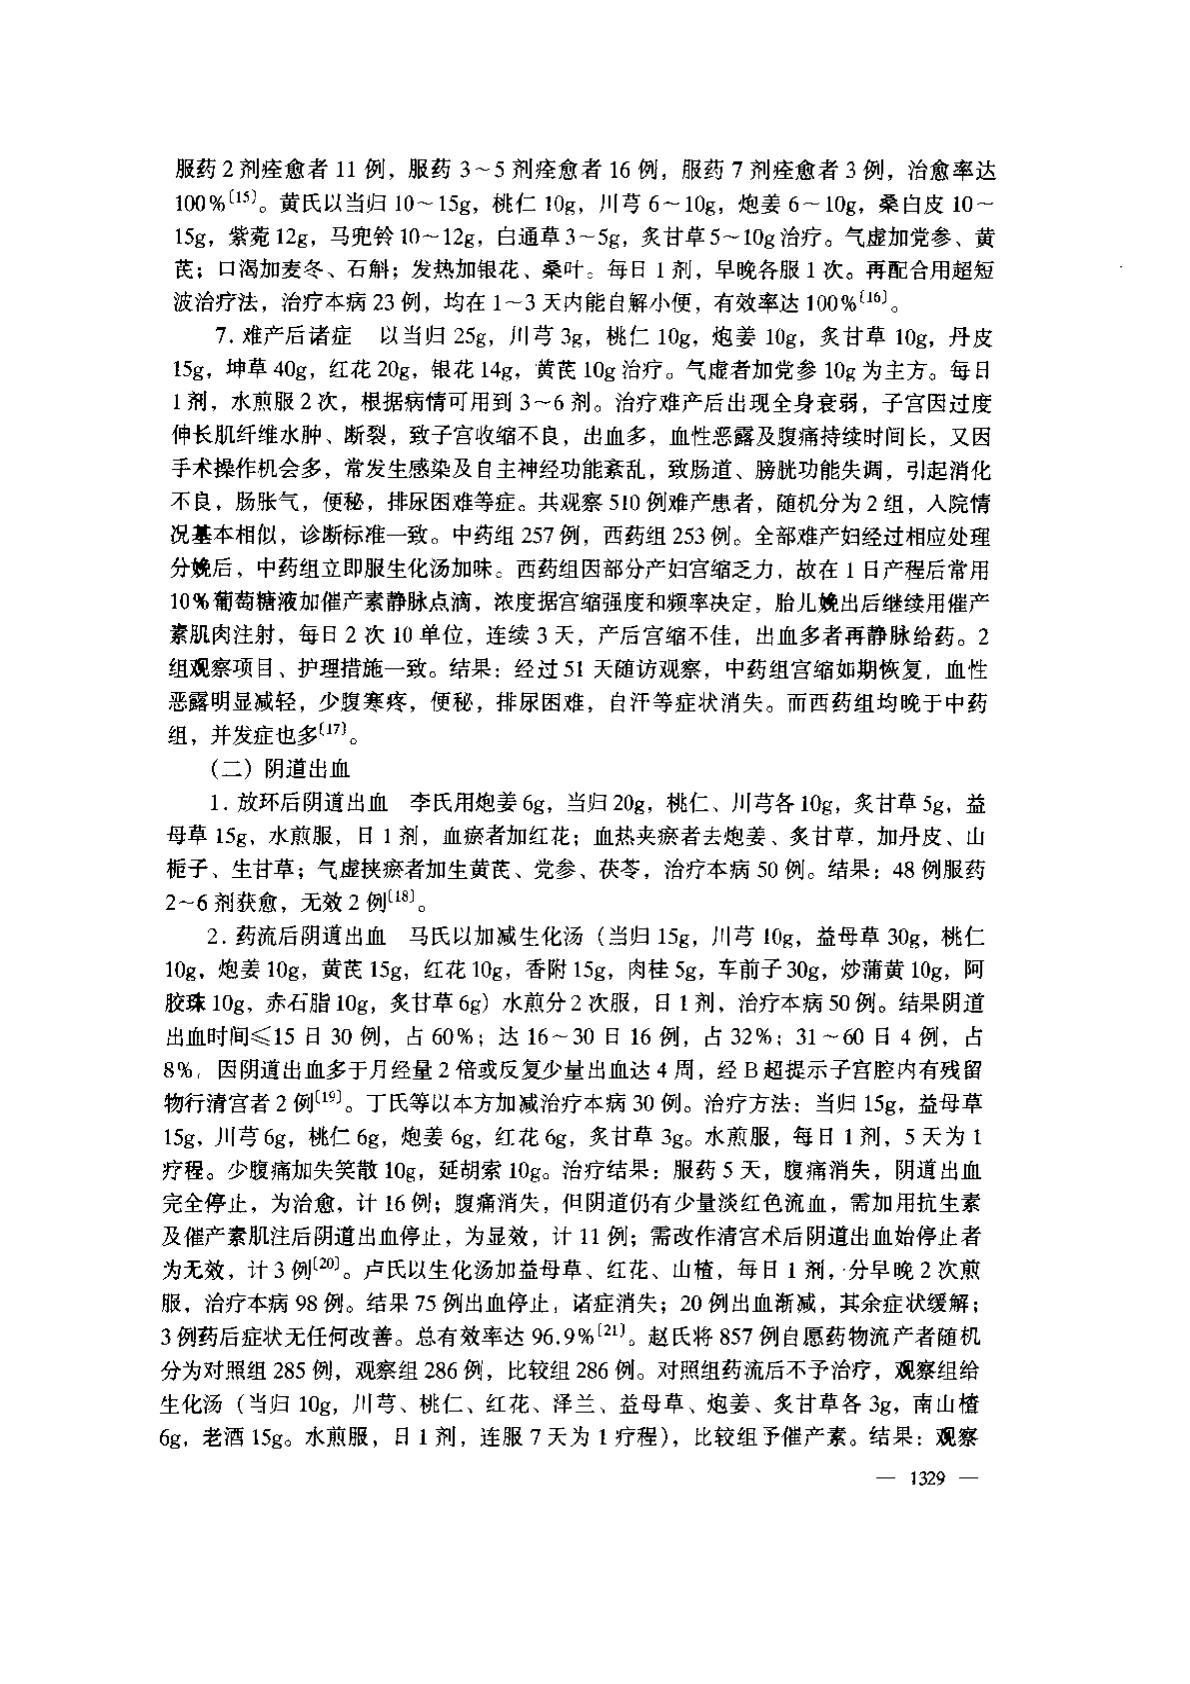 服药2剂痊愈者11例，服药3～5剂痊愈者16例，服药7剂痊愈者3例，治愈率达
100%〔15〕。黄氏以当归10～15g，桃仁10g，川芎6～10g，炮姜6～10g，桑白皮10～
15g，紫菀12g，马兜铃10～12g，白通草3～5g，炙甘草5～10g治疗。气虚加党参、黄
芪；口渴加麦冬、石斛；发热加银花、桑叶。每日1剂，早晚各服1次。再配合用超短
波治疗法，治疗本病23例，均在1～3天内能自解小便，有效率达100%〔16〕。
7. 难产后诸症　以当归25g，川芎3g，桃仁10g，炮姜10g，炙甘草10g，丹皮
15g，坤草40g，红花20g，银花14g，黄芪10g治疗。气虚者加党参10g为主方。每日
1剂，水煎服2次，根据病情可用到3～6剂。治疗难产后出现全身衰弱，子宫因过度
伸长肌纤维水肿、断裂，致子宫收缩不良，出血多，血性恶露及腹痛持续时间长，又因
手术操作机会多，常发生感染及自主神经功能紊乱，致肠道、膀胱功能失调，引起消化
不良，肠胀气，便秘，排尿困难等症。共观察510例难产患者，随机分为2组，入院情
况基本相似，诊断标准一致。中药组257例，西药组253例。全部难产妇经过相应处理
分娩后，中药组立即服生化汤加味。西药组因部分产妇宫缩乏力，故在1日产程后常用
10%葡萄糖液加催产素静脉点滴，浓度据宫缩强度和频率决定，胎儿娩出后继续用催产
素肌肉注射，每日2次10单位，连续3天，产后宫缩不佳，出血多者再静脉给药。2
组观察项目、护理措施一致。结果：经过51天随访观察，中药组宫缩如期恢复，血性
恶露明显减轻，少腹寒疼，便秘，排尿困难，自汗等症状消失。而西药组均晚于中药
组，并发症也多〔17〕。
（二）阴道出血
1. 放环后阴道出血　李氏用炮姜6g，当归20g，桃仁、川芎各10g，炙甘草5g，益
母草15g，水煎服，日1剂，血瘀者加红花；血热夹瘀者去炮姜、炙甘草，加丹皮、山
栀子、生甘草；气虚挟瘀者加生黄芪、党参、茯苓，治疗本病50例。结果：48例服药
2～6剂获愈，无效2例〔18〕。
2. 药流后阴道出血　马氏以加减生化汤（当归15g，川芎10g，益母草30g，桃仁
10g，炮姜10g，黄芪15g，红花10g，香附15g，肉桂5g，车前子30g，炒蒲黄10g，阿
胶珠10g，赤石脂10g，炙甘草6g）水煎分2次服，日1剂，治疗本病50例。结果阴道
出血时间≤15日30例，占60%；达16～30日16例，占32%；31～60日4例，占
8%，因阴道出血多于月经量2倍或反复少量出血达4周，经B超提示子宫腔内有残留
物行清宫者2例〔19〕。丁氏等以本方加减治疗本病30例。治疗方法：当归15g，益母草
15g，川芎6g，桃仁6g，炮姜6g，红花6g，炙甘草3g。水煎服，每日1剂，5天为1
疗程。少腹痛加失笑散10g，延胡索10g。治疗结果：服药5天，腹痛消失，阴道出血
完全停止，为治愈，计16例；腹痛消失，但阴道仍有少量淡红色流血，需加用抗生素
及催产素肌注后阴道出血停止，为显效，计11例；需改作清宫术后阴道出血始停止者
为无效，计3例〔20〕。卢氏以生化汤加益母草、红花、山楂，每日1剂，分早晚2次煎
服，治疗本病98例。结果75例出血停止，诸症消失；20例出血渐减，其余症状缓解；
3例药后症状无任何改善。总有效率达96.9%〔21〕。赵氏将857例自愿药物流产者随机
分为对照组285例，观察组286例，比较组286例。对照组药流后不予治疗，观察组给
生化汤（当归10g，川芎、桃仁、红花、泽兰、益母草、炮姜、炙甘草各3g，南山楂
6g，老酒15g。水煎服，日1剂，连服7天为1疗程），比较组予催产素。结果：观察
— 1329 —